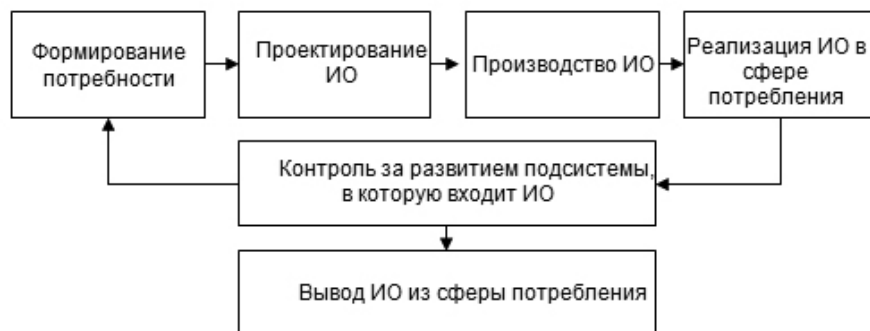 Формирование
потребности
Проектирование
ИО
Производство ИО
Реализация ИО в
сфере
потребления
Контроль за развитием подсистемы,
в которую входит ИО
Вывод ИО из сферы потребления